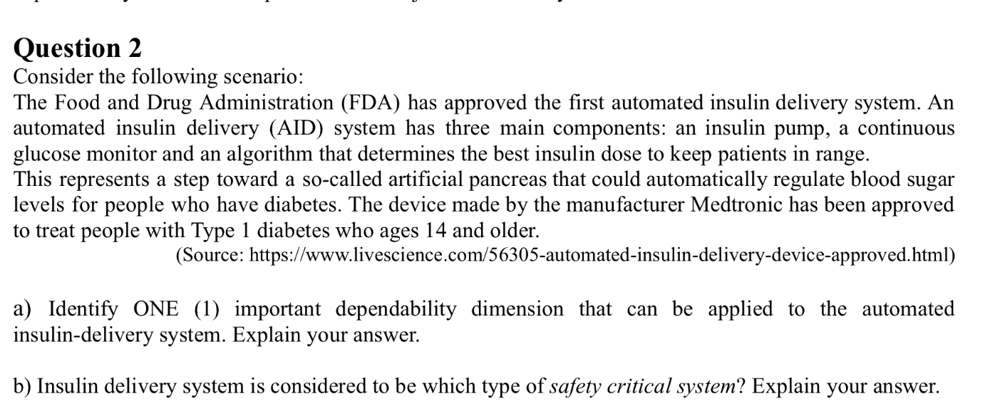 Question 2
Consider the following scenario:
The Food and Drug Administration (FDA) has approved the first automated insulin delivery system. An
automated insulin delivery (AID) system has three main components: an insulin pump, a continuous
glucose monitor and an algorithm that determines the best insulin dose to keep patients in range.
This represents a step toward a so-called artificial pancreas that could automatically regulate blood sugar
levels for people who have diabetes. The device made by the manufacturer Medtronic has been approved
to treat people with Type 1 diabetes who ages 14 and older.
(Source: https://www.livescience.com/56305-automated-insulin-delivery-device-approved.html)
a) Identify ONE (1) important dependability dimension that can be applied to the automated
insulin-delivery system. Explain your answer.
b) Insulin delivery system is considered to be which type of safety critical system? Explain your answer.